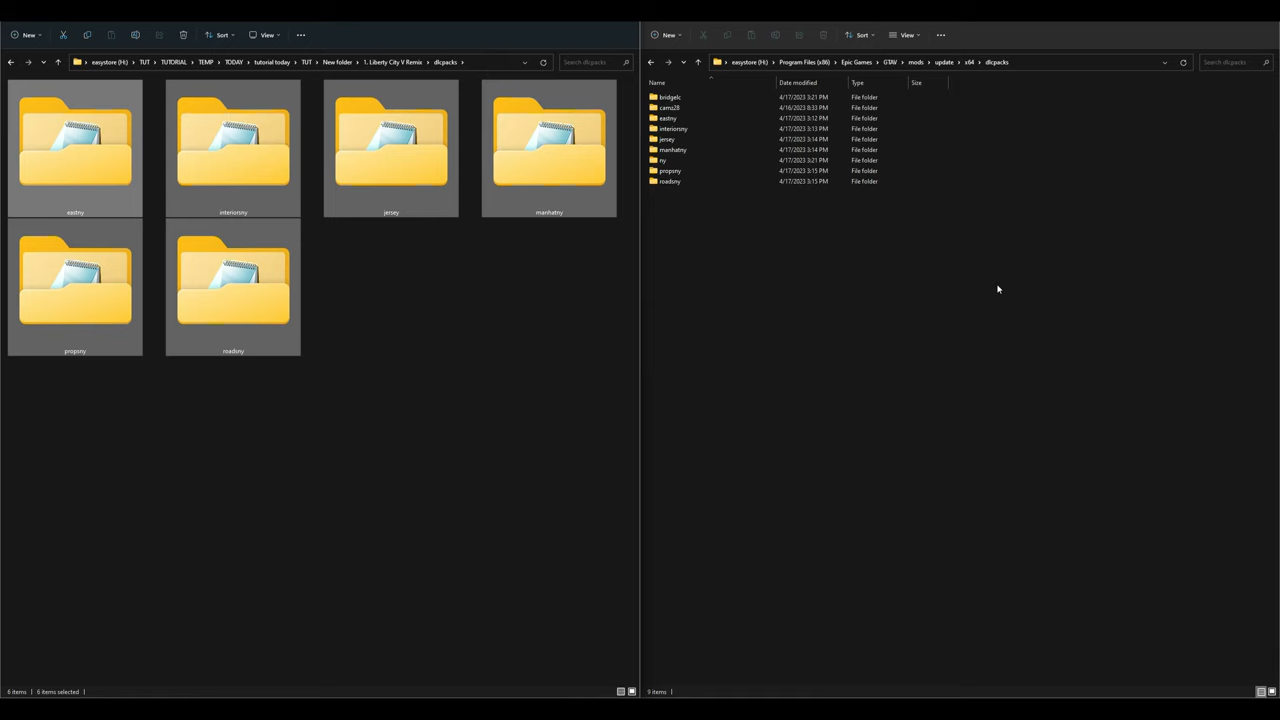 New Sort View
easystore (H:) > TUT > TUTORIAL > TEMP > TODAY > tutorial today > TUT > New folder > 1. Liberty City V Remix > dlcpacks > Search dlcpacks
eastny interiorsny jersey manhatny
propsny roadsny
6 items 6 items selected
New Sort View
easystore (H:) > Program Files (x86) > Epic Games > GTAV > mods > update > x64 > dlcpacks Search dlcpacks
Name Date modified Type Size
bridgelc 4/17/2023 3:21 PM File folder
camz28 4/16/2023 8:33 PM File folder
eastny 4/17/2023 3:12 PM File folder
interiorsny 4/17/2023 3:13 PM File folder
jersey 4/17/2023 3:14 PM File folder
manhatny 4/17/2023 3:14 PM File folder
ny 4/17/2023 3:21 PM File folder
propsny 4/17/2023 3:15 PM File folder
roadsny 4/17/2023 3:15 PM File folder
9 items